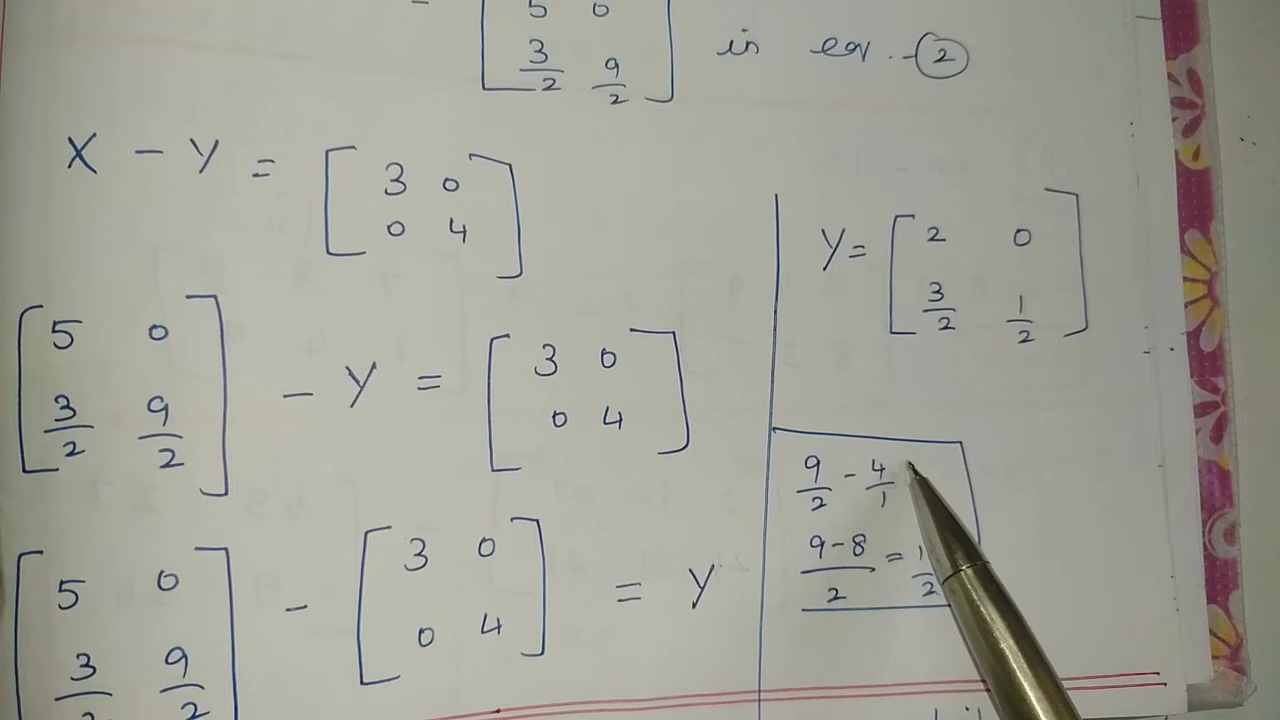 5 0
3/2 9/2 in eqn. - 2
X - Y = [ 3 0
0 4 ]
[ 5 0
3/2 9/2 ] - Y = [ 3 0
0 4 ]
[ 5 0
3/2 9/2 - [ 3 0
0 4 ] = Y
Y = [ 2 0
3/2 1/2 ]
9/2 - 4/1
9-8/2 = 1/2